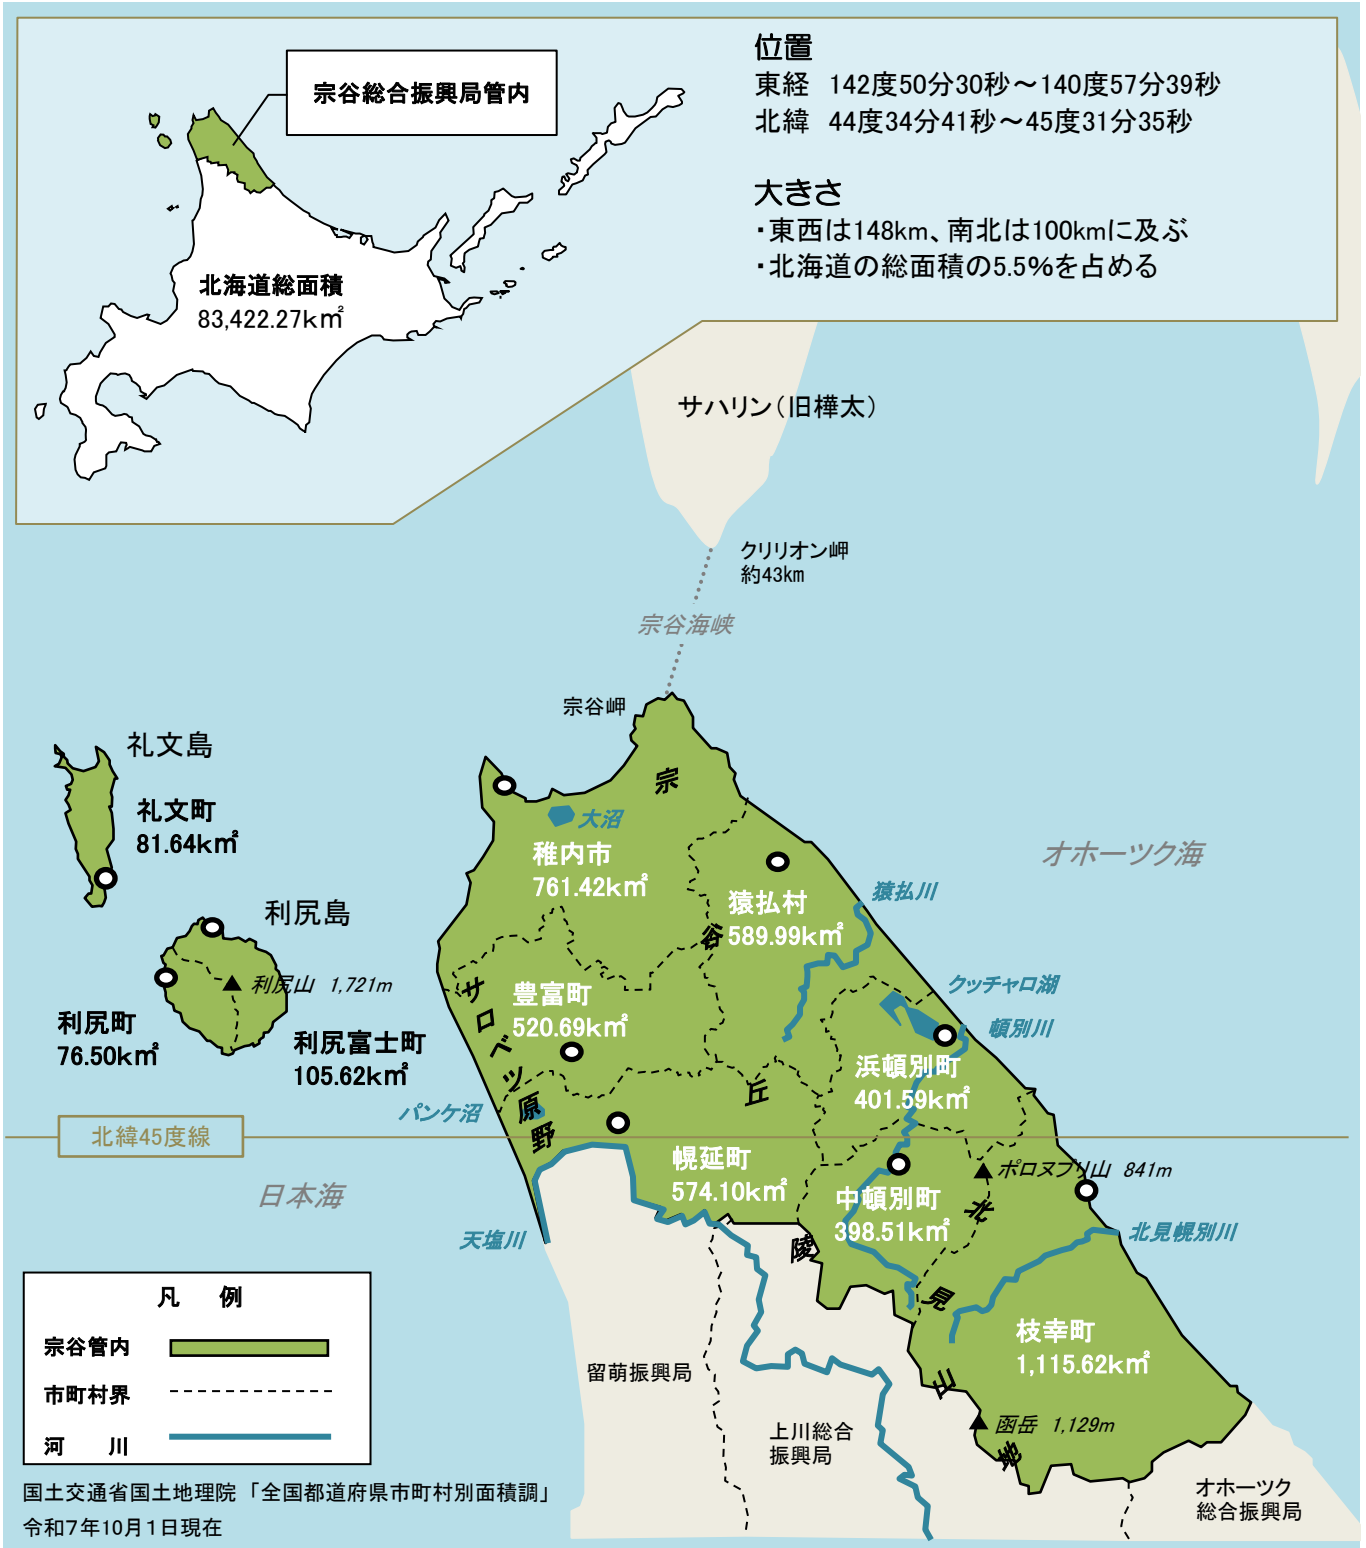 宗谷総合振興局管内
北海道総面積
83,422.27k㎡
位置
東経 142度50分30秒～140度57分39秒
北緯 44度34分41秒～45度31分35秒
大きさ
・東西は148km、南北は100kmに及ぶ
・北海道の総面積の5.5%を占める
サハリン（旧樺太）
クリリオン岬
約43km
宗谷海峡
宗谷岬
礼文島
礼文町
81.64k㎡
利尻島
利尻山 1,721m
利尻町
76.50k㎡
利尻富士町
105.62k㎡
大沼
稚内市
761.42k㎡
猿払村
589.99k㎡
猿払川
オホーツク海
豊富町
520.69k㎡
クッチャロ湖
頓別川
浜頓別町
401.59k㎡
サロベツ原野
宗谷丘陵
パンケ沼
北緯45度線
日本海
天塩川
幌延町
574.10k㎡
中頓別町
398.51k㎡
ポロヌプリ山 841m
北見幌別川
北見山脈
枝幸町
1,115.62k㎡
函岳 1,129m
留萌振興局
上川総合
振興局
オホーツク
総合振興局
凡 例
宗谷管内
市町村界
河 川
国土交通省国土地理院 「全国都道府県市町村別面積調」
令和7年10月1日現在